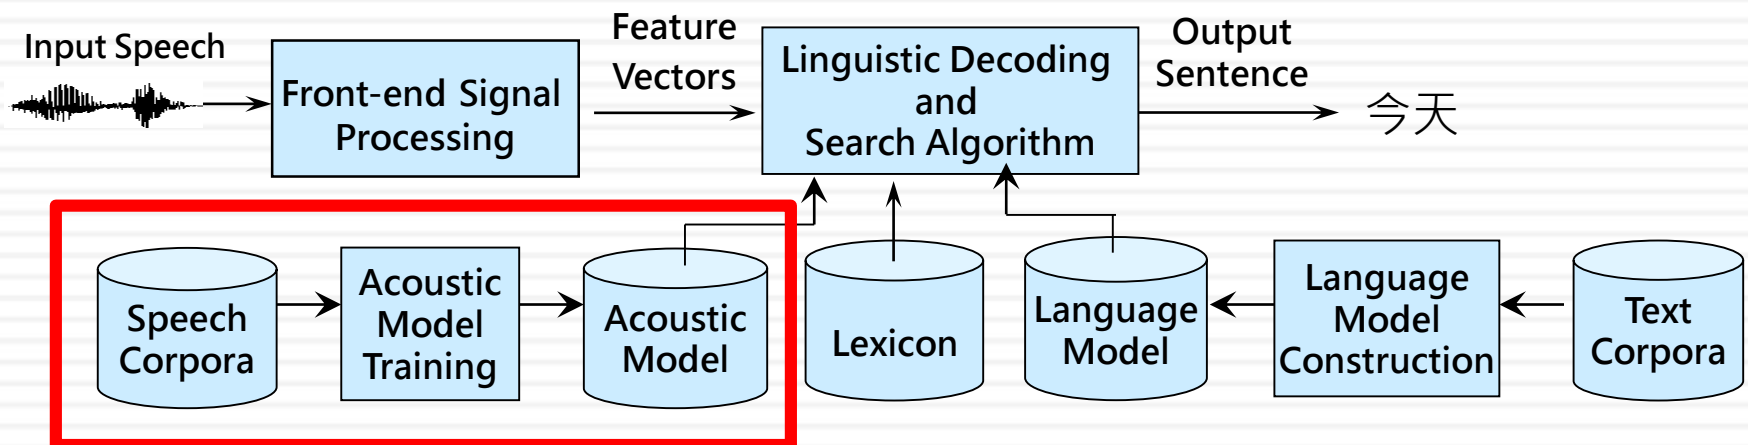 Input Speech
Front-end Signal
Processing
Feature
Vectors
Linguistic Decoding
and
Search Algorithm
Output
Sentence
今天
Speech
Corpora
Acoustic
Model
Training
Acoustic
Model
Lexicon
Language
Model
Language
Model
Construction
Text
Corpora